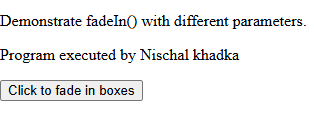 Demonstrate fadeIn() with different parameters.
Program executed by Nischal khadka
Click to fade in boxes